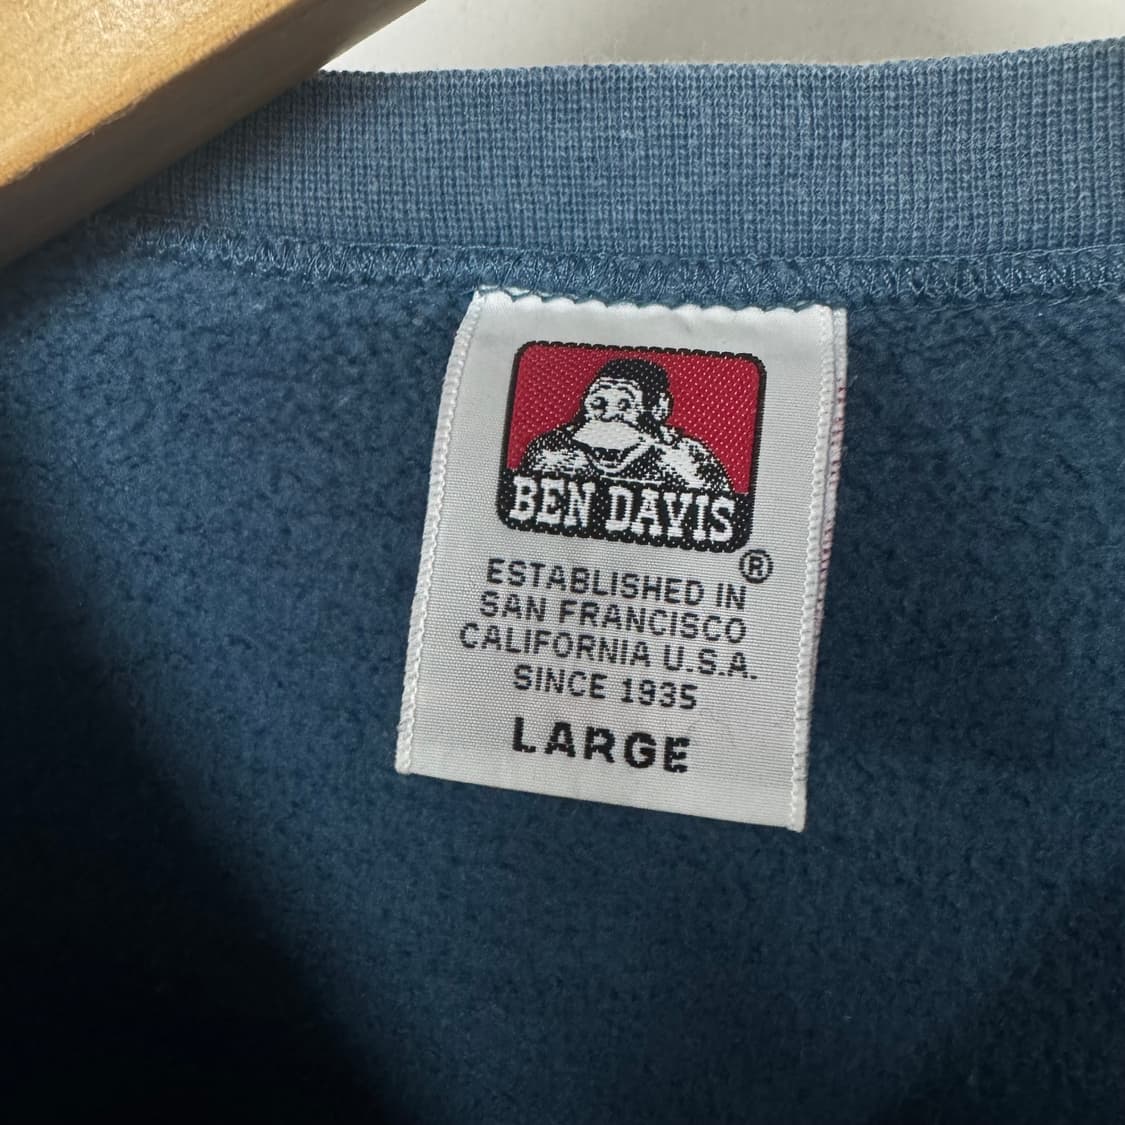 BEN DAVIS
®
ESTABLISHED IN
SAN FRANCISCO
CALIFORNIA U.S.A.
SINCE 1935
LARGE